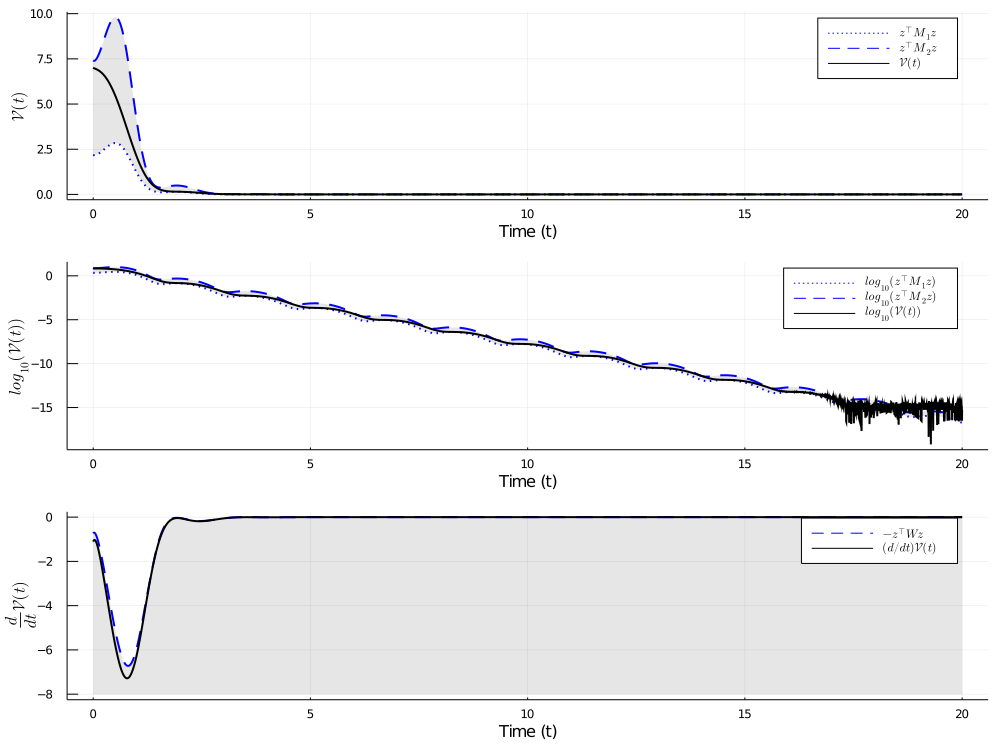 10.0
7.5
5.0
2.5
0.0
𝒱(t)
z⊤M₁z
z⊤M₂z
𝒱(t)
0 5 10 15 20
Time (t)
0
−5
−10
−15
log₁₀(𝒱(t))
log₁₀(z⊤M₁z)
log₁₀(z⊤M₂z)
log₁₀(𝒱(t))
0 5 10 15 20
Time (t)
0
−2
−4
−6
−8
d/dt 𝒱(t)
−z⊤Wz
(d/dt)𝒱(t)
0 5 10 15 20
Time (t)